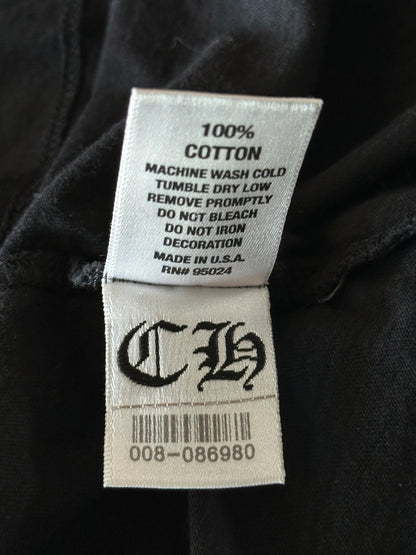 100%
COTTON
MACHINE WASH COLD
TUMBLE DRY LOW
REMOVE PROMPTLY
DO NOT BLEACH
DO NOT IRON
DECORATION
MADE IN U.S.A.
RN# 95024
CH
008-086980